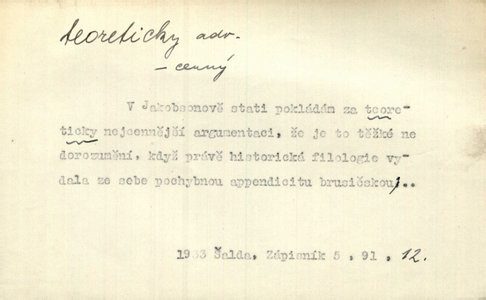 teoreticky adv.
– cenný
V Jakobsonově stati pokládám za teore-
ticky nejcennější argumentaci, že je to těžké ne
dorozumění, když právě historická filologie vy-
dala ze sebe pochybnou appendicitu brusičskou)..
1933 Šalda, Zápisník 5, 91, 12.